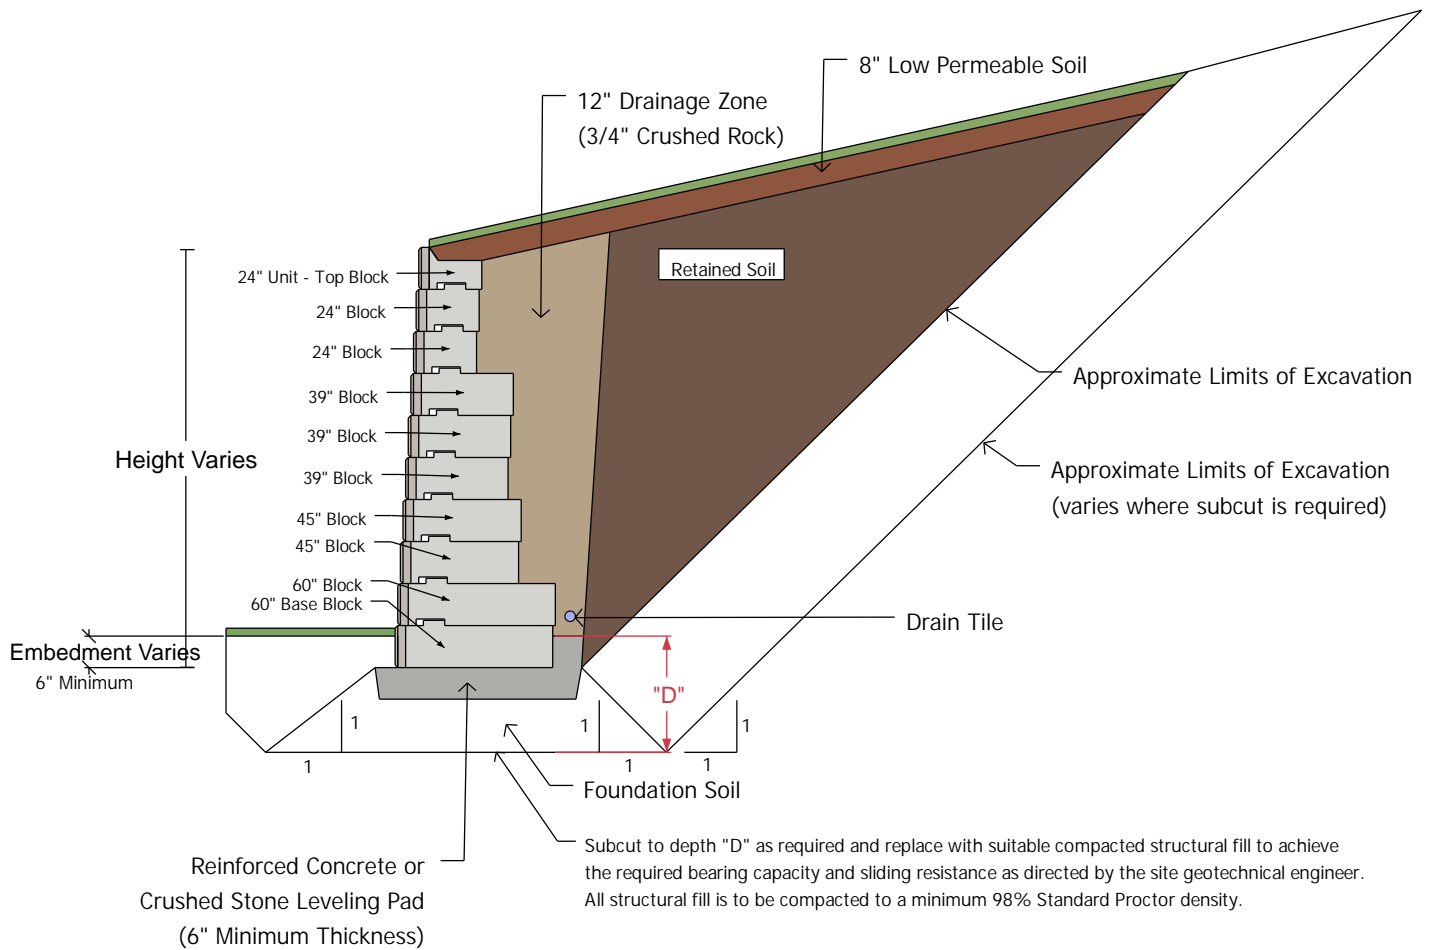 8" Low Permeable Soil
12" Drainage Zone
(3/4" Crushed Rock)
Retained Soil
24" Unit - Top Block
24" Block
24" Block
39" Block
39" Block
39" Block
45" Block
45" Block
60" Block
60" Base Block
Height Varies
Approximate Limits of Excavation
Approximate Limits of Excavation
(varies where subcut is required)
Drain Tile
Embedment Varies
6" Minimum
"D"
1
1
1
1
1
1
Foundation Soil
Subcut to depth "D" as required and replace with suitable compacted structural fill to achieve
the required bearing capacity and sliding resistance as directed by the site geotechnical engineer.
All structural fill is to be compacted to a minimum 98% Standard Proctor density.
Reinforced Concrete or
Crushed Stone Leveling Pad
(6" Minimum Thickness)